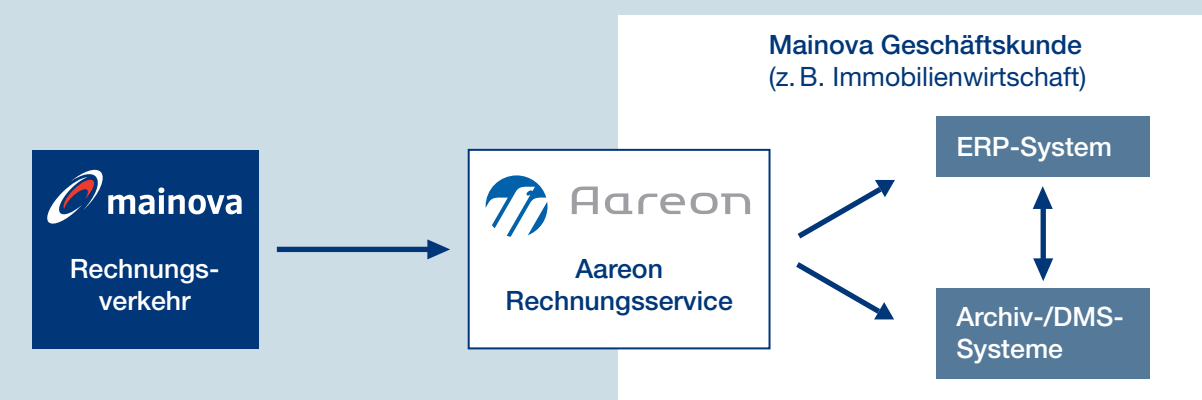 Mainova Geschäftskunde
(z. B. Immobilienwirtschaft)
mainova
Rechnungs-
verkehr
Aareon
Aareon
Rechnungsservice
ERP-System
Archiv-/DMS-
Systeme